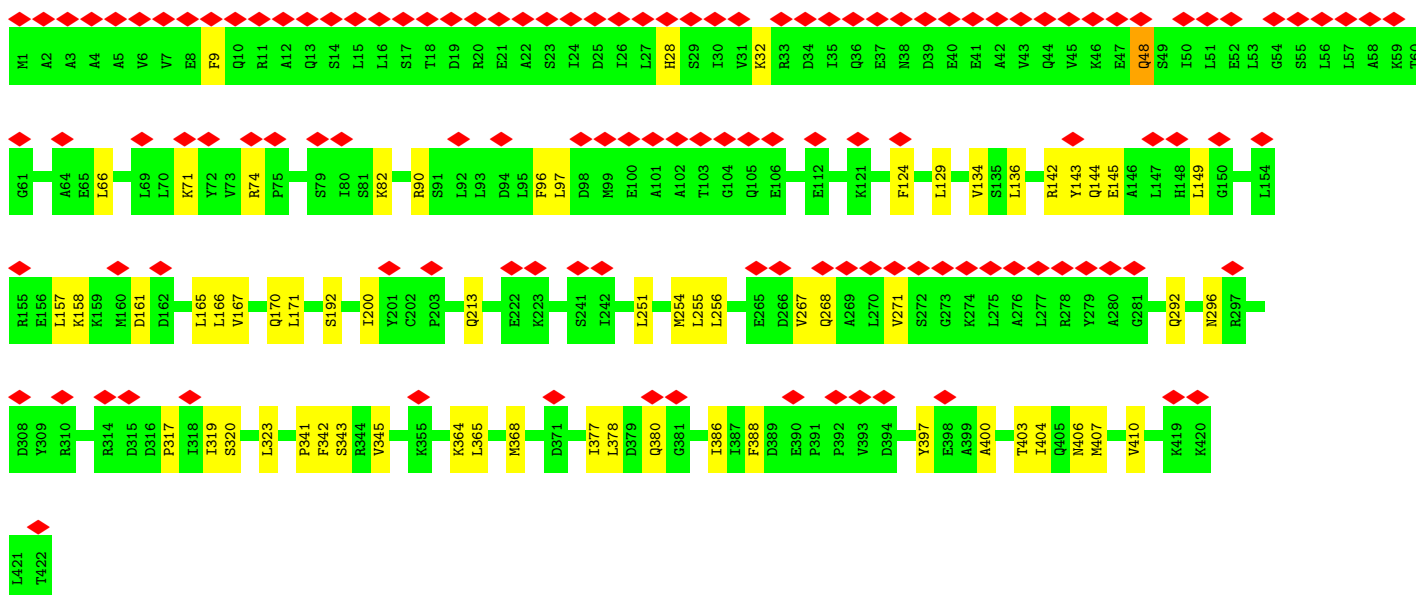 M1 A2 A3 A4 A5 V6 V7 E8 F9 Q10 R11 A12 Q13 S14 L15 L16 S17 T18 D19 R20 E21 A22 S23 I24 D25 I26 L27 H28 S29 I30 V31 K32 R33 D34 I35 Q36 E37 N38 D39 E40 E41 A42 V43 Q44 V45 K46 E47 Q48 S49 I50 L51 E52 L53 G54 S55 L56 L57 A58 K59 T60
G61 A64 E65 L66 L69 L70 K71 Y72 V73 R74 P75 S79 I80 S81 K82 R90 S91 L92 L93 D94 L95 F96 L97 D98 M99 E100 A101 A102 T103 G104 Q105 E106 E112 K121 F124 L129 V134 S135 L136 R142 Y143 Q144 E145 A146 L147 H148 L149 G150 L154
R155 E156 L157 K158 K159 M160 D161 D162 L165 L166 V167 Q170 L171 S192 I200 Y201 C202 P203 Q213 E222 K223 S241 I242 L251 M254 L255 L256 E265 D266 V267 Q268 A269 L270 V271 S272 G273 K274 L275 A276 L277 R278 Y279 A280 G281 Q292 N296 R297
D308 Y309 R310 R314 D315 D316 P317 I318 I319 S320 L323 P341 F342 S343 R344 V345 K355 K364 L365 M368 D371 I377 L378 D379 Q380 G381 I386 I387 F388 D389 E390 P391 P392 V393 D394 Y397 E398 A399 A400 T403 I404 Q405 N406 M407 V410 K419 K420
L421 T422